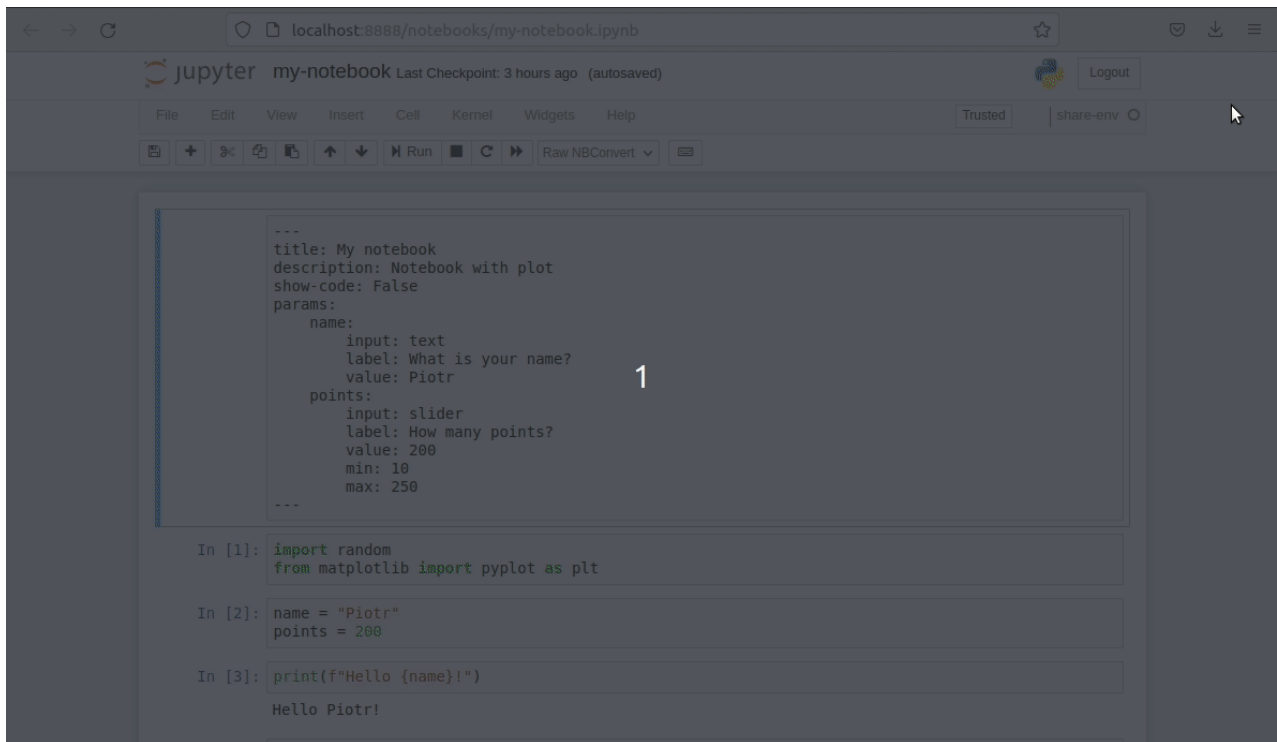 localhost:8888/notebooks/my-notebook.ipynb
jupyter my-notebook Last Checkpoint: 3 hours ago (autosaved)
Logout
File Edit View Insert Cell Kernel Widgets Help
Trusted
share-env
Run
Raw NBConvert
---
title: My notebook
description: Notebook with plot
show-code: False
params:
    name:
        input: text
        label: What is your name?
        value: Piotr
    points:
        input: slider
        label: How many points?
        value: 200
        min: 10
        max: 250
---
1
In [1]: import random
from matplotlib import pyplot as plt
In [2]: name = "Piotr"
points = 200
In [3]: print(f"Hello {name}!")
Hello Piotr!